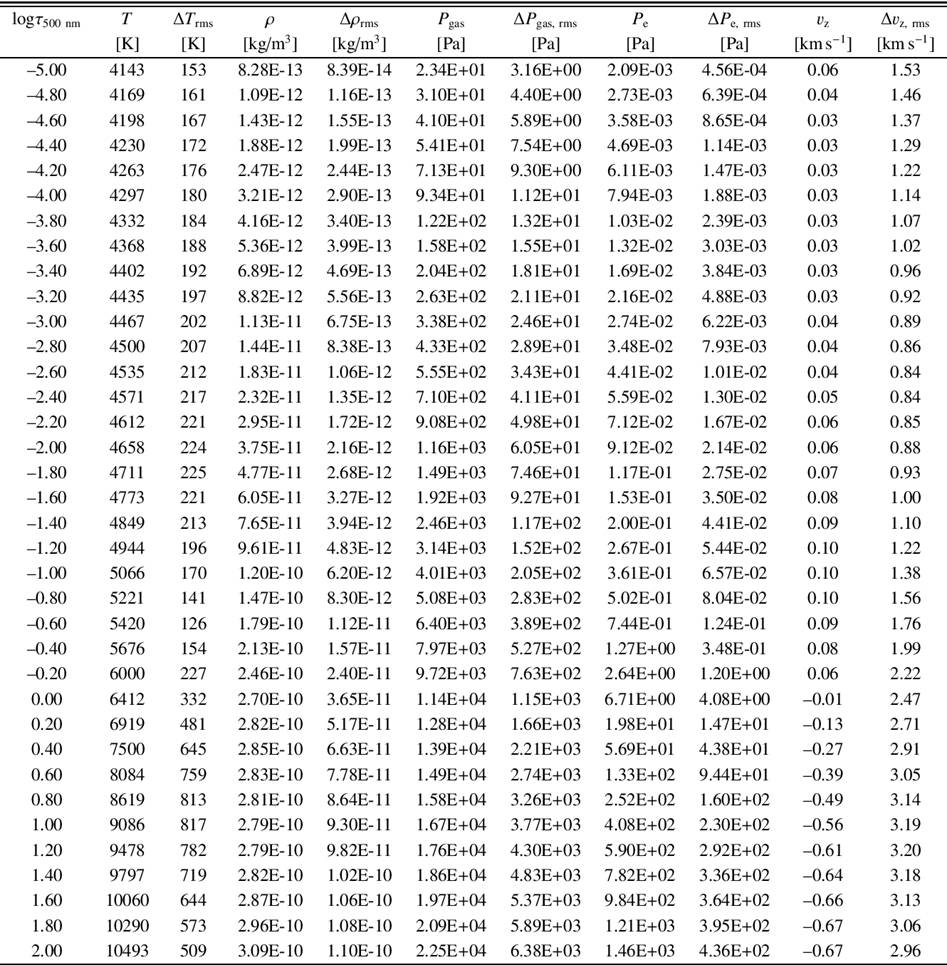 log τ500 nm T ΔTrms ρ Δρrms Pgas ΔPgas, rms Pe ΔPe, rms vz Δvz, rms
[K] [K] [kg/m³] [kg/m³] [Pa] [Pa] [Pa] [Pa] [km s⁻¹] [km s⁻¹]
–5.00 4143 153 8.28E-13 8.39E-14 2.34E+01 3.16E+00 2.09E-03 4.56E-04 0.06 1.53
–4.80 4169 161 1.09E-12 1.16E-13 3.10E+01 4.40E+00 2.73E-03 6.39E-04 0.04 1.46
–4.60 4198 167 1.43E-12 1.55E-13 4.10E+01 5.89E+00 3.58E-03 8.65E-04 0.03 1.37
–4.40 4230 172 1.88E-12 1.99E-13 5.41E+01 7.54E+00 4.69E-03 1.14E-03 0.03 1.29
–4.20 4263 176 2.47E-12 2.44E-13 7.13E+01 9.30E+00 6.11E-03 1.47E-03 0.03 1.22
–4.00 4297 180 3.21E-12 2.90E-13 9.34E+01 1.12E+01 7.94E-03 1.88E-03 0.03 1.14
–3.80 4332 184 4.16E-12 3.40E-13 1.22E+02 1.32E+01 1.03E-02 2.39E-03 0.03 1.07
–3.60 4368 188 5.36E-12 3.99E-13 1.58E+02 1.55E+01 1.32E-02 3.03E-03 0.03 1.02
–3.40 4402 192 6.89E-12 4.69E-13 2.04E+02 1.81E+01 1.69E-02 3.84E-03 0.03 0.96
–3.20 4435 197 8.82E-12 5.56E-13 2.63E+02 2.11E+01 2.16E-02 4.88E-03 0.03 0.92
–3.00 4467 202 1.13E-11 6.75E-13 3.38E+02 2.46E+01 2.74E-02 6.22E-03 0.04 0.89
–2.80 4500 207 1.44E-11 8.38E-13 4.33E+02 2.89E+01 3.48E-02 7.93E-03 0.04 0.86
–2.60 4535 212 1.83E-11 1.06E-12 5.55E+02 3.43E+01 4.41E-02 1.01E-02 0.04 0.84
–2.40 4571 217 2.32E-11 1.35E-12 7.10E+02 4.11E+01 5.59E-02 1.30E-02 0.05 0.84
–2.20 4612 221 2.95E-11 1.72E-12 9.08E+02 4.98E+01 7.12E-02 1.67E-02 0.06 0.85
–2.00 4658 224 3.75E-11 2.16E-12 1.16E+03 6.05E+01 9.12E-02 2.14E-02 0.06 0.88
–1.80 4711 225 4.77E-11 2.68E-12 1.49E+03 7.46E+01 1.17E-01 2.75E-02 0.07 0.93
–1.60 4773 221 6.05E-11 3.27E-12 1.92E+03 9.27E+01 1.53E-01 3.50E-02 0.08 1.00
–1.40 4849 213 7.65E-11 3.94E-12 2.46E+03 1.17E+02 2.00E-01 4.41E-02 0.09 1.10
–1.20 4944 196 9.61E-11 4.83E-12 3.14E+03 1.52E+02 2.67E-01 5.44E-02 0.10 1.22
–1.00 5066 170 1.20E-10 6.20E-12 4.01E+03 2.05E+02 3.61E-01 6.57E-02 0.10 1.38
–0.80 5221 141 1.47E-10 8.30E-12 5.08E+03 2.83E+02 5.02E-01 8.04E-02 0.10 1.56
–0.60 5420 126 1.79E-10 1.12E-11 6.40E+03 3.89E+02 7.44E-01 1.24E-01 0.09 1.76
–0.40 5676 154 2.13E-10 1.57E-11 7.97E+03 5.27E+02 1.27E+00 3.48E-01 0.08 1.99
–0.20 6000 227 2.46E-10 2.40E-11 9.72E+03 7.63E+02 2.64E+00 1.20E+00 0.06 2.22
0.00 6412 332 2.70E-10 3.65E-11 1.14E+04 1.15E+03 6.71E+00 4.08E+00 –0.01 2.47
0.20 6919 481 2.82E-10 5.17E-11 1.28E+04 1.66E+03 1.98E+01 1.47E+01 –0.13 2.71
0.40 7500 645 2.85E-10 6.63E-11 1.39E+04 2.21E+03 5.69E+01 4.38E+01 –0.27 2.91
0.60 8084 759 2.83E-10 7.78E-11 1.49E+04 2.74E+03 1.33E+02 9.44E+01 –0.39 3.05
0.80 8619 813 2.81E-10 8.64E-11 1.58E+04 3.26E+03 2.52E+02 1.60E+02 –0.49 3.14
1.00 9086 817 2.79E-10 9.30E-11 1.67E+04 3.77E+03 4.08E+02 2.30E+02 –0.56 3.19
1.20 9478 782 2.79E-10 9.82E-11 1.76E+04 4.30E+03 5.90E+02 2.92E+02 –0.61 3.20
1.40 9797 719 2.82E-10 1.02E-10 1.86E+04 4.83E+03 7.82E+02 3.36E+02 –0.64 3.18
1.60 10060 644 2.87E-10 1.06E-10 1.97E+04 5.37E+03 9.84E+02 3.64E+02 –0.66 3.13
1.80 10290 573 2.96E-10 1.08E-10 2.09E+04 5.89E+03 1.21E+03 3.95E+02 –0.67 3.06
2.00 10493 509 3.09E-10 1.10E-10 2.25E+04 6.38E+03 1.46E+03 4.36E+02 –0.67 2.96